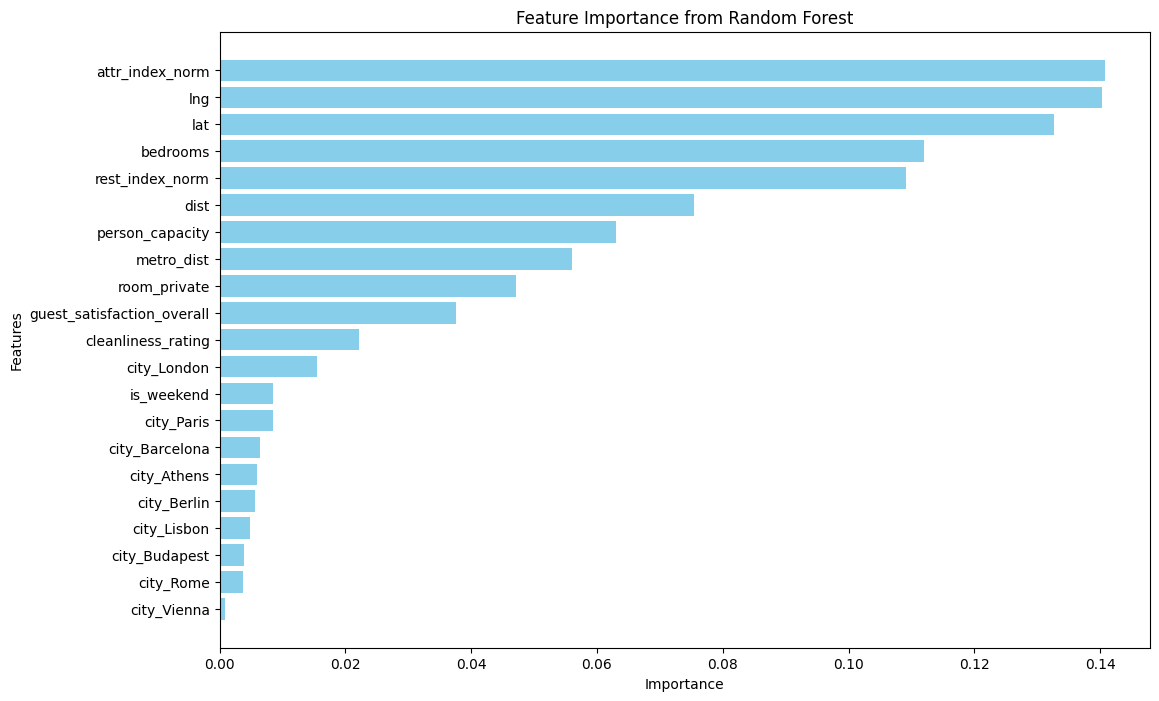 Feature Importance from Random Forest
Features
attr_index_norm
lng
lat
bedrooms
rest_index_norm
dist
person_capacity
metro_dist
room_private
guest_satisfaction_overall
cleanliness_rating
city_London
is_weekend
city_Paris
city_Barcelona
city_Athens
city_Berlin
city_Lisbon
city_Budapest
city_Rome
city_Vienna
0.00 0.02 0.04 0.06 0.08 0.10 0.12 0.14
Importance